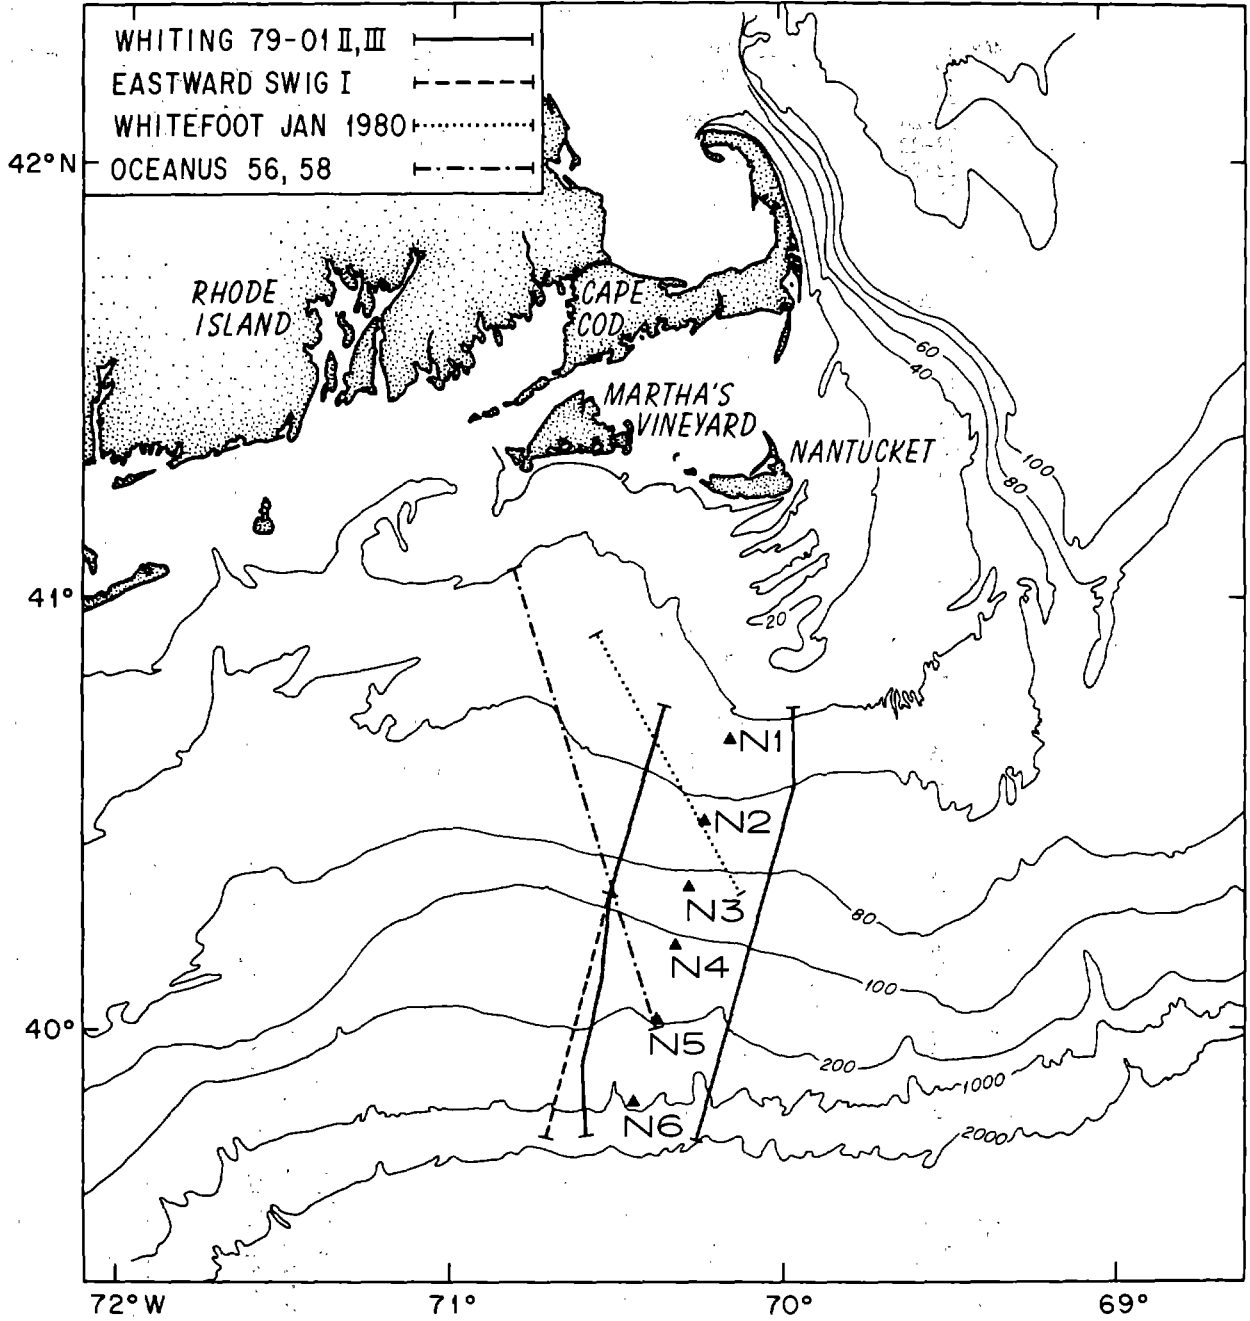 WHITING 79-01 II, III
EASTWARD SWIG I
WHITEFOOT JAN 1980
OCEANUS 56, 58
42°N
RHODE
ISLAND
CAPE
COD
60
40
MARTHA'S
VINEYARD
NANTUCKET
100
80
41°
20
N1
N2
N3
80
N4
100
40°
N5
200
1000
N6
2000
72°W
71°
70°
69°